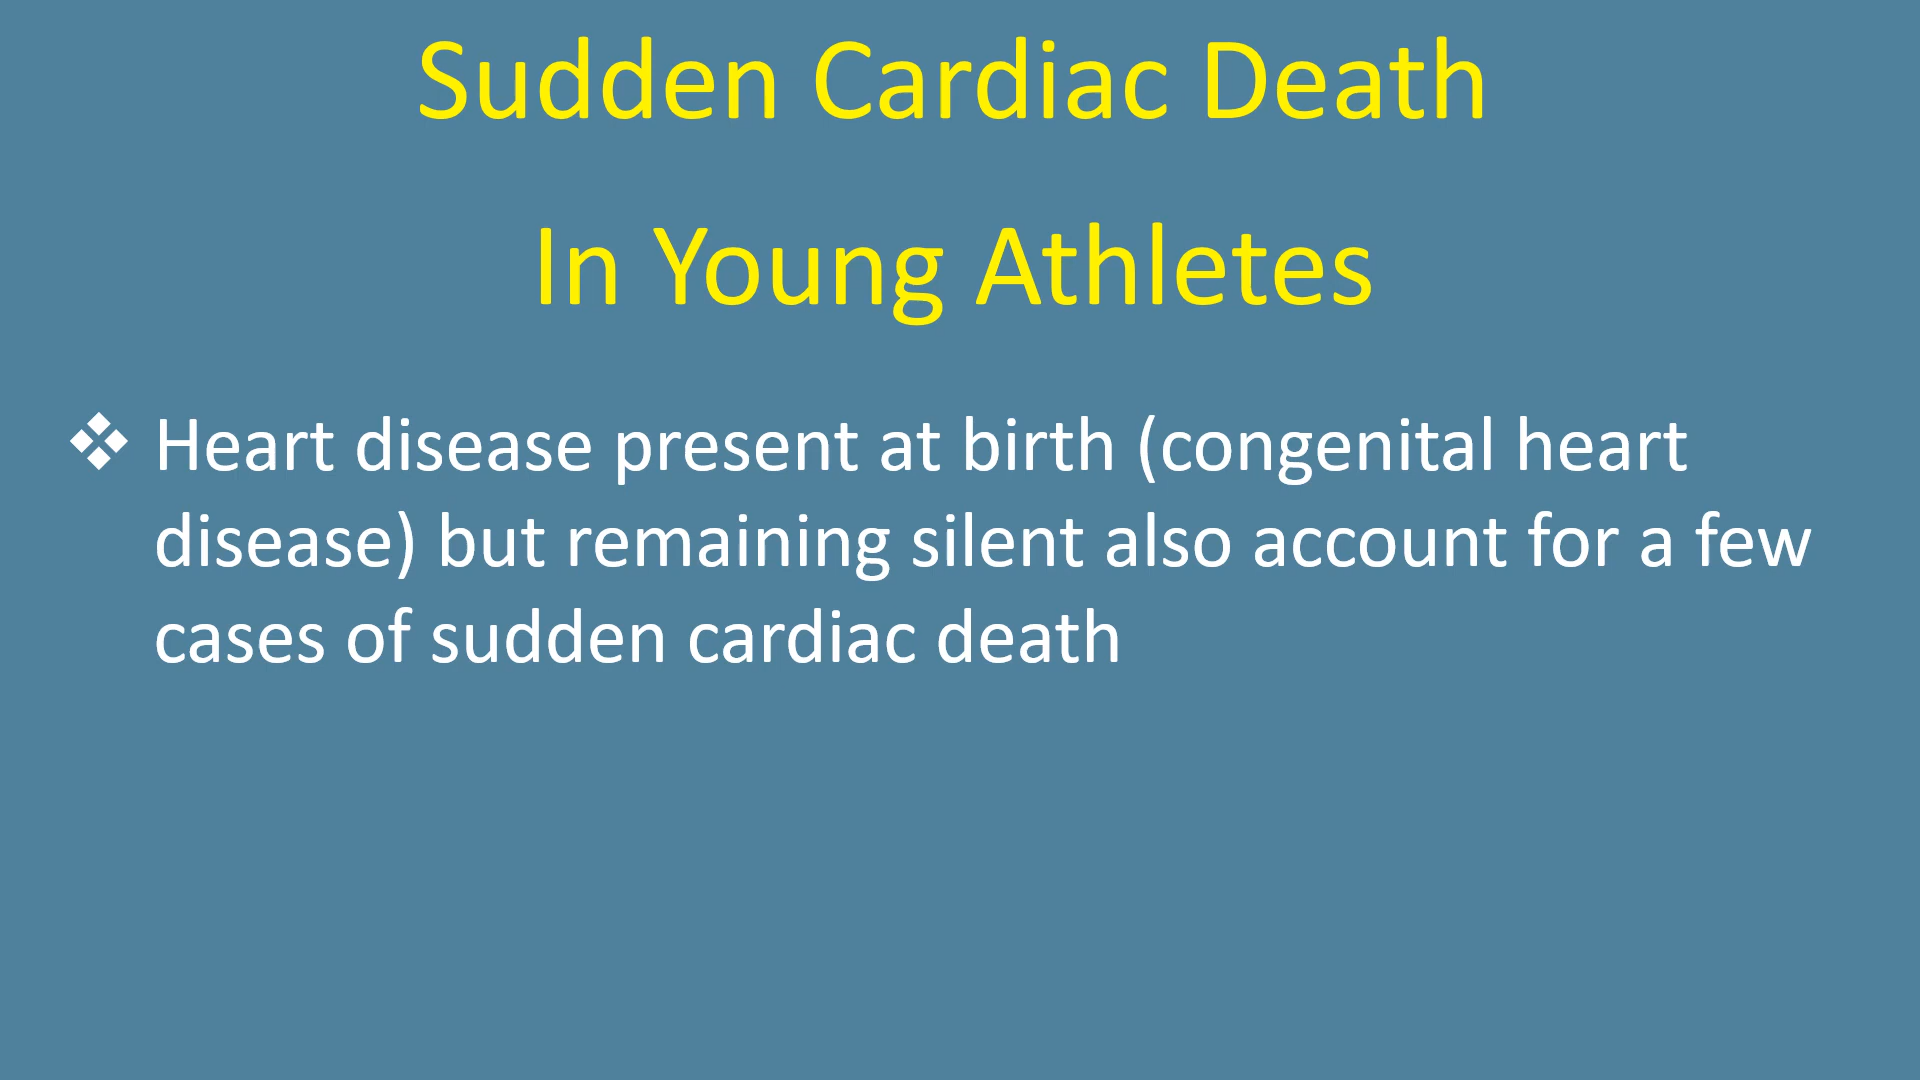 Sudden Cardiac Death
In Young Athletes
❖ Heart disease present at birth (congenital heart
disease) but remaining silent also account for a few
cases of sudden cardiac death